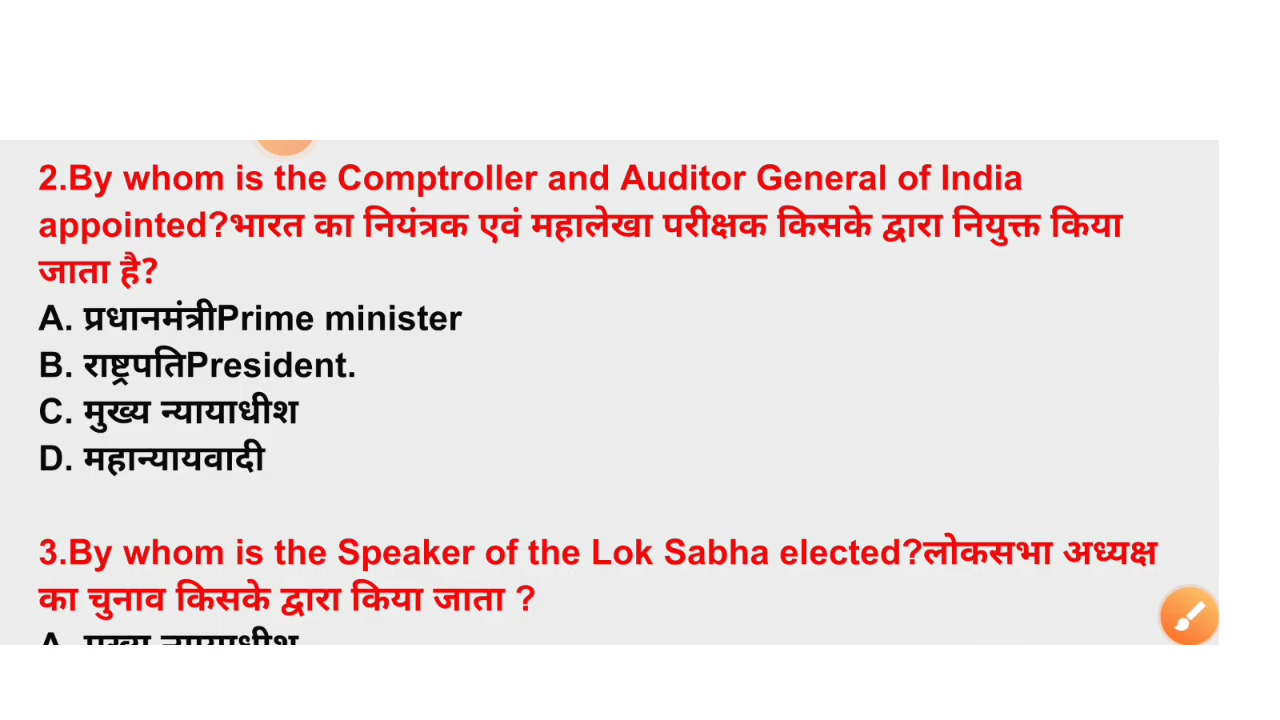 2.By whom is the Comptroller and Auditor General of India
appointed?भारत का नियंत्रक एवं महालेखा परीक्षक किसके द्वारा नियुक्त किया
जाता है?
A. प्रधानमंत्रीPrime minister
B. राष्ट्रपतिPresident.
C. मुख्य न्यायाधीश
D. महान्यायवादी
3.By whom is the Speaker of the Lok Sabha elected?लोकसभा अध्यक्ष
का चुनाव किसके द्वारा किया जाता ?
A. मुख्य न्यायाधीश